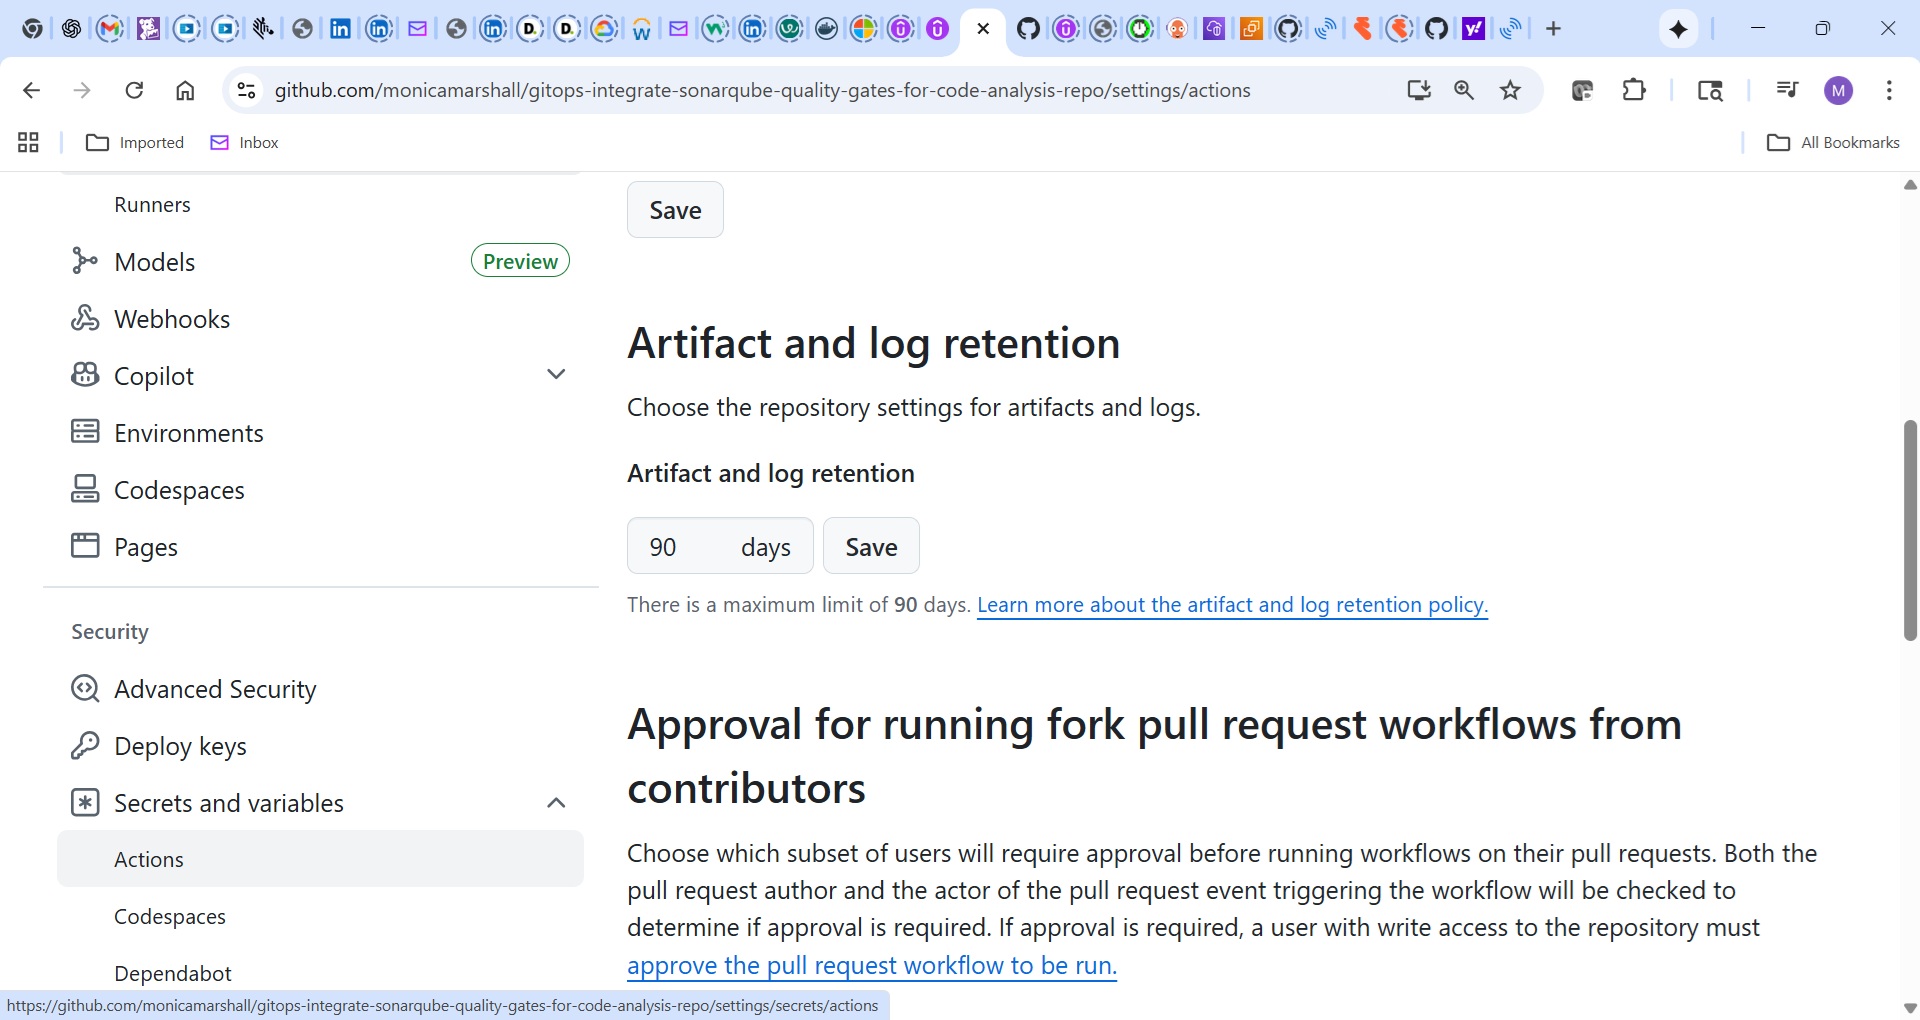 github.com/monicamarshall/gitops-integrate-sonarqube-quality-gates-for-code-analysis-repo/settings/actions
M
Imported
Inbox
All Bookmarks
Runners
Models
Preview
Webhooks
Copilot
Environments
Codespaces
Pages
Security
Advanced Security
Deploy keys
Secrets and variables
Actions
Codespaces
Dependabot
Save
Artifact and log retention
Choose the repository settings for artifacts and logs.
Artifact and log retention
90 days Save
There is a maximum limit of 90 days. Learn more about the artifact and log retention policy.
Approval for running fork pull request workflows from
contributors
Choose which subset of users will require approval before running workflows on their pull requests. Both the
pull request author and the actor of the pull request event triggering the workflow will be checked to
determine if approval is required. If approval is required, a user with write access to the repository must
approve the pull request workflow to be run.
https://github.com/monicamarshall/gitops-integrate-sonarqube-quality-gates-for-code-analysis-repo/settings/secrets/actions